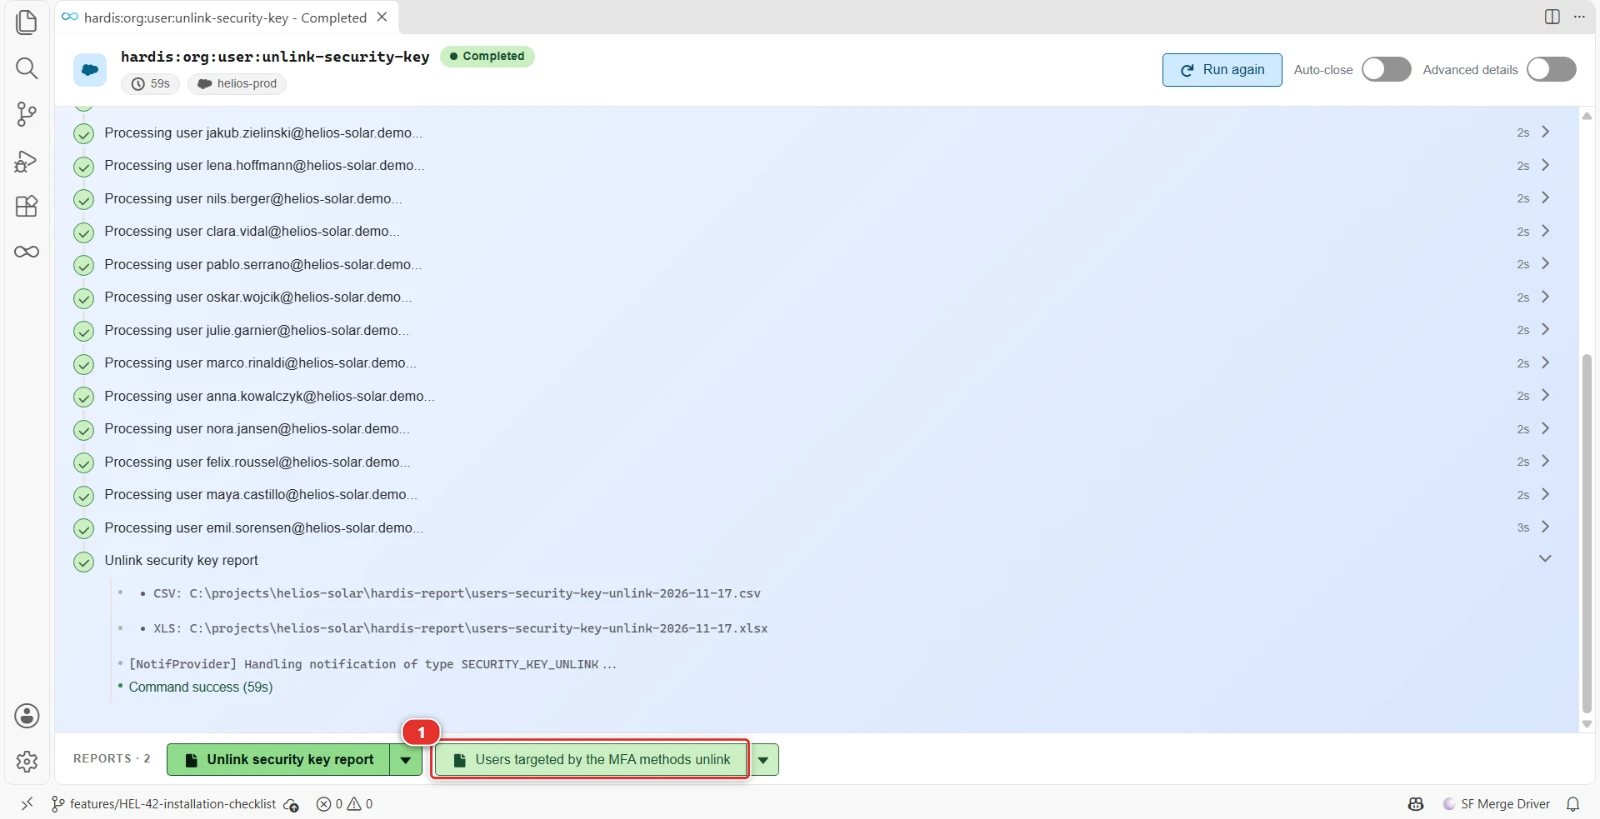 hardis:org:user:unlink-security-key - Completed
hardis:org:user:unlink-security-key
Completed
59s
helios-prod
Run again
Auto-close
Advanced details
Processing user jakub.zielinski@helios-solar.demo...
2s
Processing user lena.hoffmann@helios-solar.demo...
2s
Processing user nils.berger@helios-solar.demo...
2s
Processing user clara.vidal@helios-solar.demo...
2s
Processing user pablo.serrano@helios-solar.demo...
2s
Processing user oskar.wojcik@helios-solar.demo...
2s
Processing user julie.garnier@helios-solar.demo...
2s
Processing user marco.rinaldi@helios-solar.demo...
2s
Processing user anna.kowalczyk@helios-solar.demo...
2s
Processing user nora.jansen@helios-solar.demo...
2s
Processing user felix.roussel@helios-solar.demo...
2s
Processing user maya.castillo@helios-solar.demo...
2s
Processing user emil.sorensen@helios-solar.demo...
3s
Unlink security key report
• CSV: C:\projects\helios-solar\hardis-report\users-security-key-unlink-2026-11-17.csv
• XLS: C:\projects\helios-solar\hardis-report\users-security-key-unlink-2026-11-17.xlsx
[NotifProvider] Handling notification of type SECURITY_KEY_UNLINK...
Command success (59s)
1
REPORTS · 2
Unlink security key report
Users targeted by the MFA methods unlink
features/HEL-42-installation-checklist
0
0
SF Merge Driver